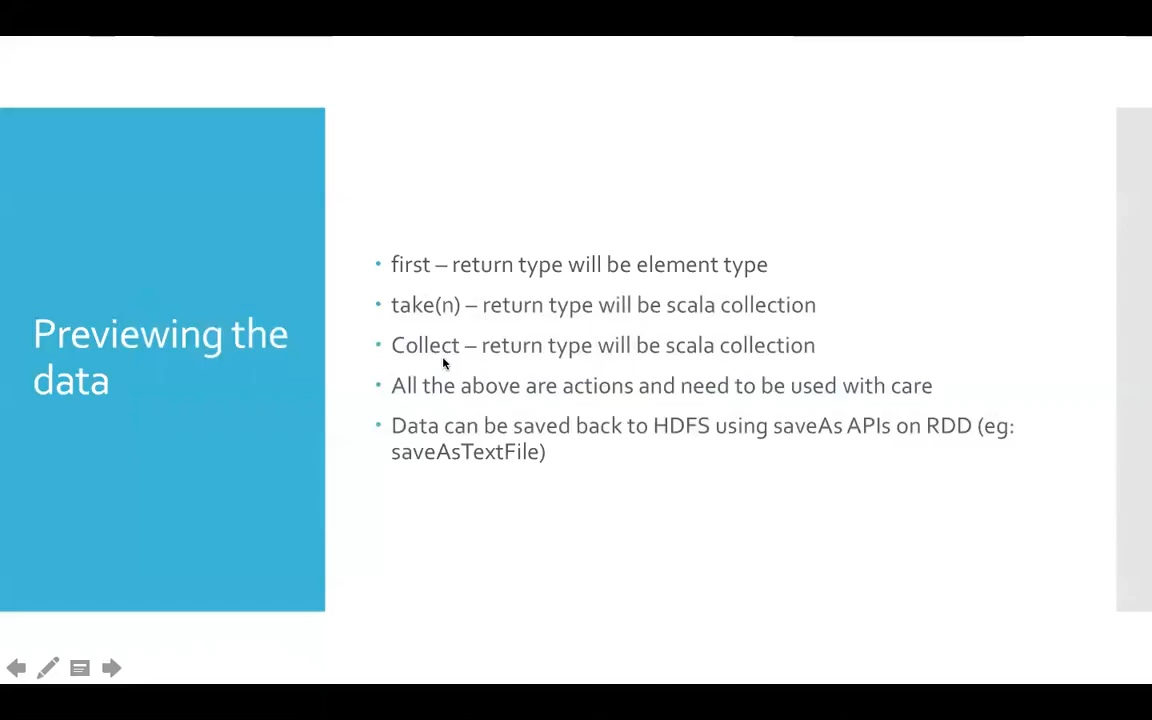 Previewing the
data
first – return type will be element type
take(n) – return type will be scala collection
Collect – return type will be scala collection
All the above are actions and need to be used with care
Data can be saved back to HDFS using saveAs APIs on RDD (eg:
saveAsTextFile)